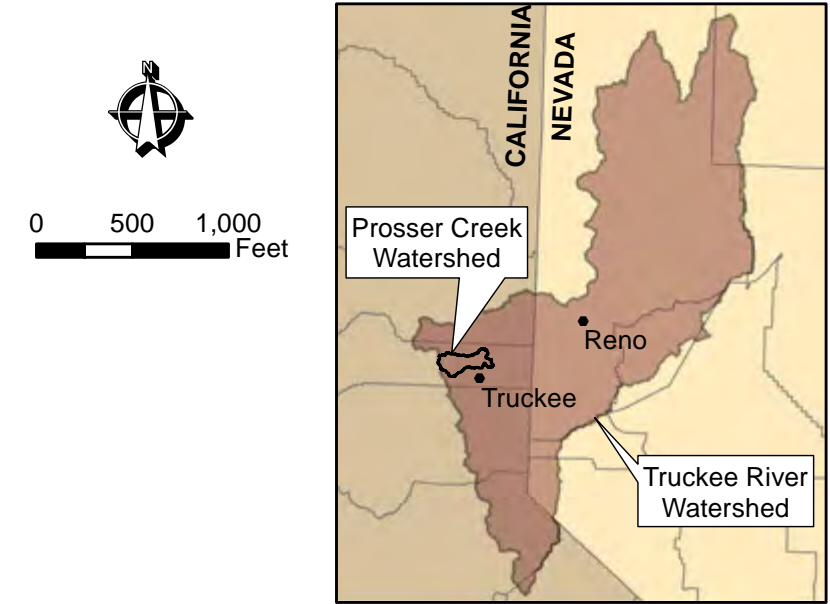 N
0 500 1,000
Feet
CALIFORNIA
NEVADA
Prosser Creek
Watershed
Reno
Truckee
Truckee River
Watershed